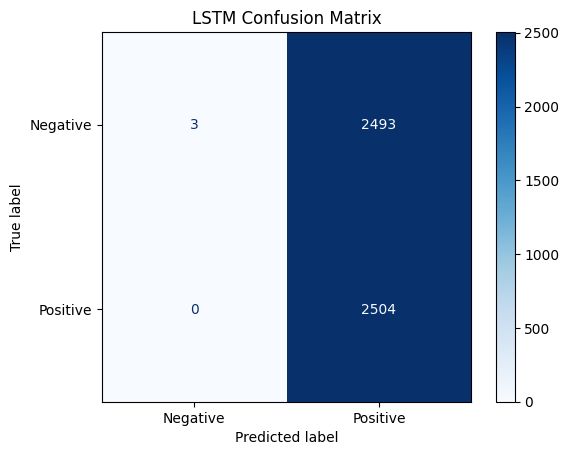 LSTM Confusion Matrix
2500
Negative 3 2493
2000
1500
True label
1000
Positive 0 2504
500
0
Negative Positive
Predicted label